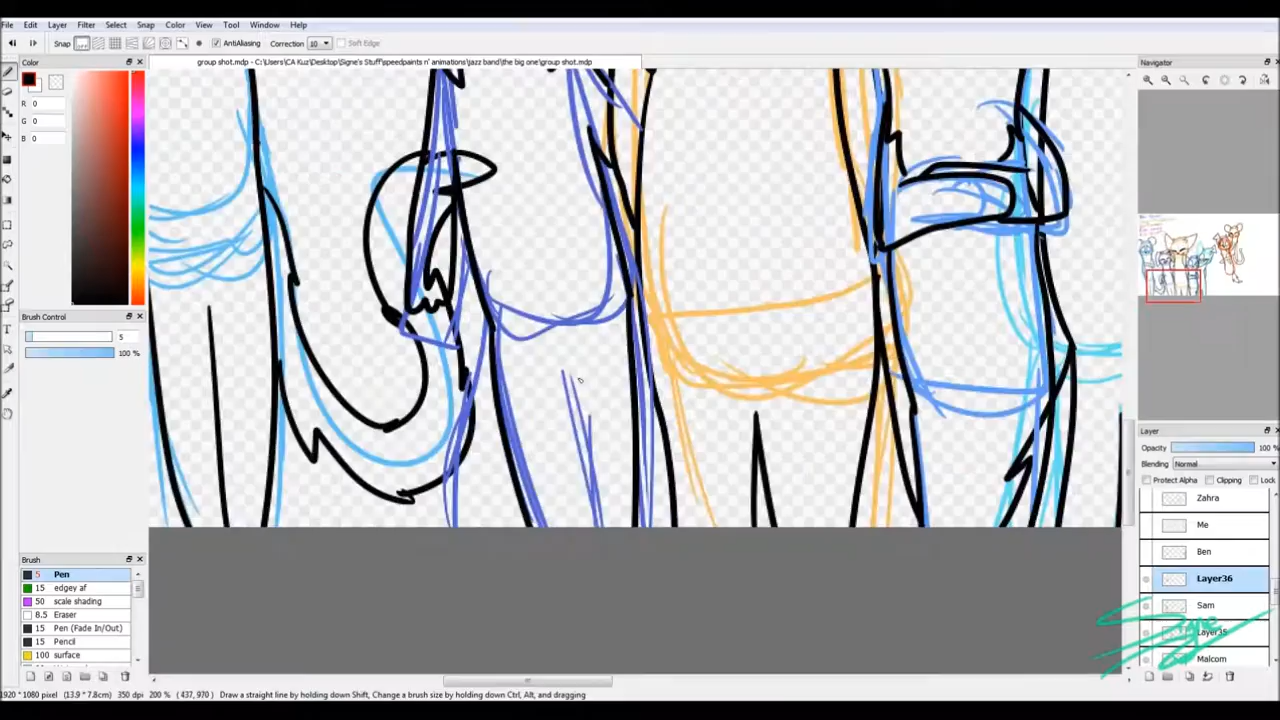 File Edit Layer Filter Select Snap Color View Tool Window Help
Snap AntiAliasing Correction 10 Soft Edge
Color
group shot.mdp - C:\Users\CA Kuz\Desktop\Signe's Stuff\speedpaints n' animations\jazz band\the big one\group shot.mdp
Navigator
R 0
G 0
B 0
Brush Control
5
100 %
Layer
Opacity 100 %
Blending Normal
Protect Alpha Clipping Lock
Zahra
Me
Ben
Layer36
Sam
Layer35
Malcom
Brush
5 Pen
15 edgey af
50 scale shading
8.5 Eraser
15 Pen (Fade In/Out)
15 Pencil
100 surface
1920 * 1080 pixel (13.9 * 7.8cm) 350 dpi 200 % ( 437, 970 ) Draw a straight line by holding down Shift, Change a brush size by holding down Ctrl, Alt, and dragging